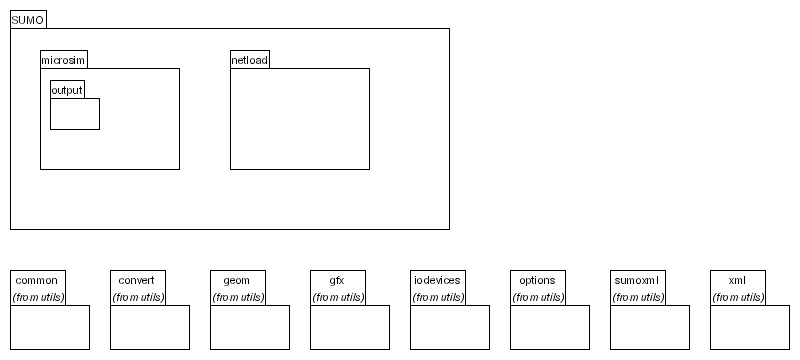 SUMO
microsim
netload
output
common
convert
geom
gfx
iodevices
options
sumoxml
xml
(from utils)
(from utils)
(from utils)
(from utils)
(from utils)
(from utils)
(from utils)
(from utils)